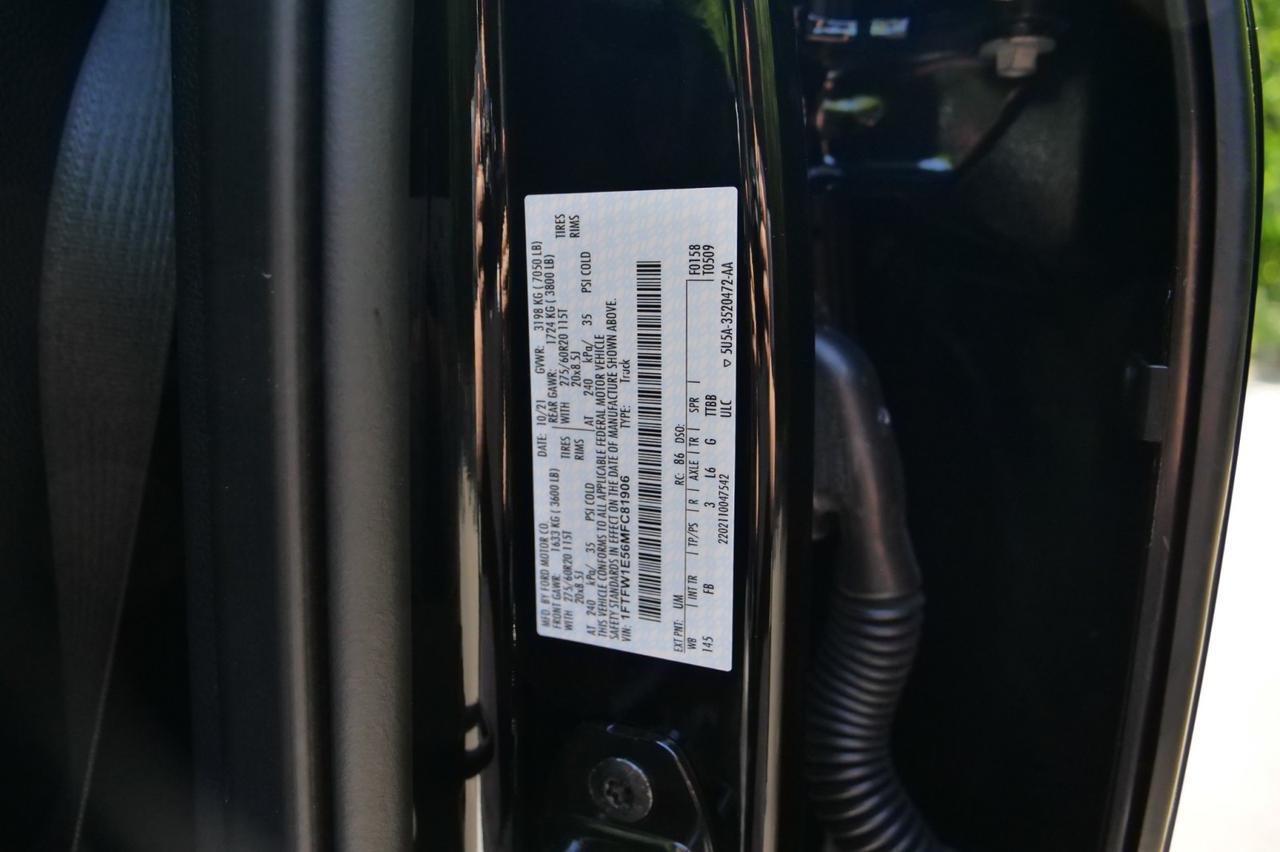 MFD. BY FORD MOTOR CO. DATE: 10/21 GVWR: 3198 KG ( 7050 LB)
FRONT GAWR: 1633 KG ( 3600 LB) REAR GAWR: 1724 KG ( 3800 LB)
WITH 275/60R20 115T TIRES WITH 275/60R20 115T TIRES
20x8.5J RIMS 20x8.5J RIMS
AT 240 kPa/ 35 PSI COLD AT 240 kPa/ 35 PSI COLD
THIS VEHICLE CONFORMS TO ALL APPLICABLE FEDERAL MOTOR VEHICLE
SAFETY STANDARDS IN EFFECT ON THE DATE OF MANUFACTURE SHOWN ABOVE.
VIN: 1FTFW1E56MFC81906 TYPE: Truck
EXT PNT: UM RC: 86 DSO: F0158
WB INT TR TP/PS R AXLE TR SPR T0509
145 FB 3 L6 G TTBB
2202110047542 ULC ▽ 5U5A-3520472-AA